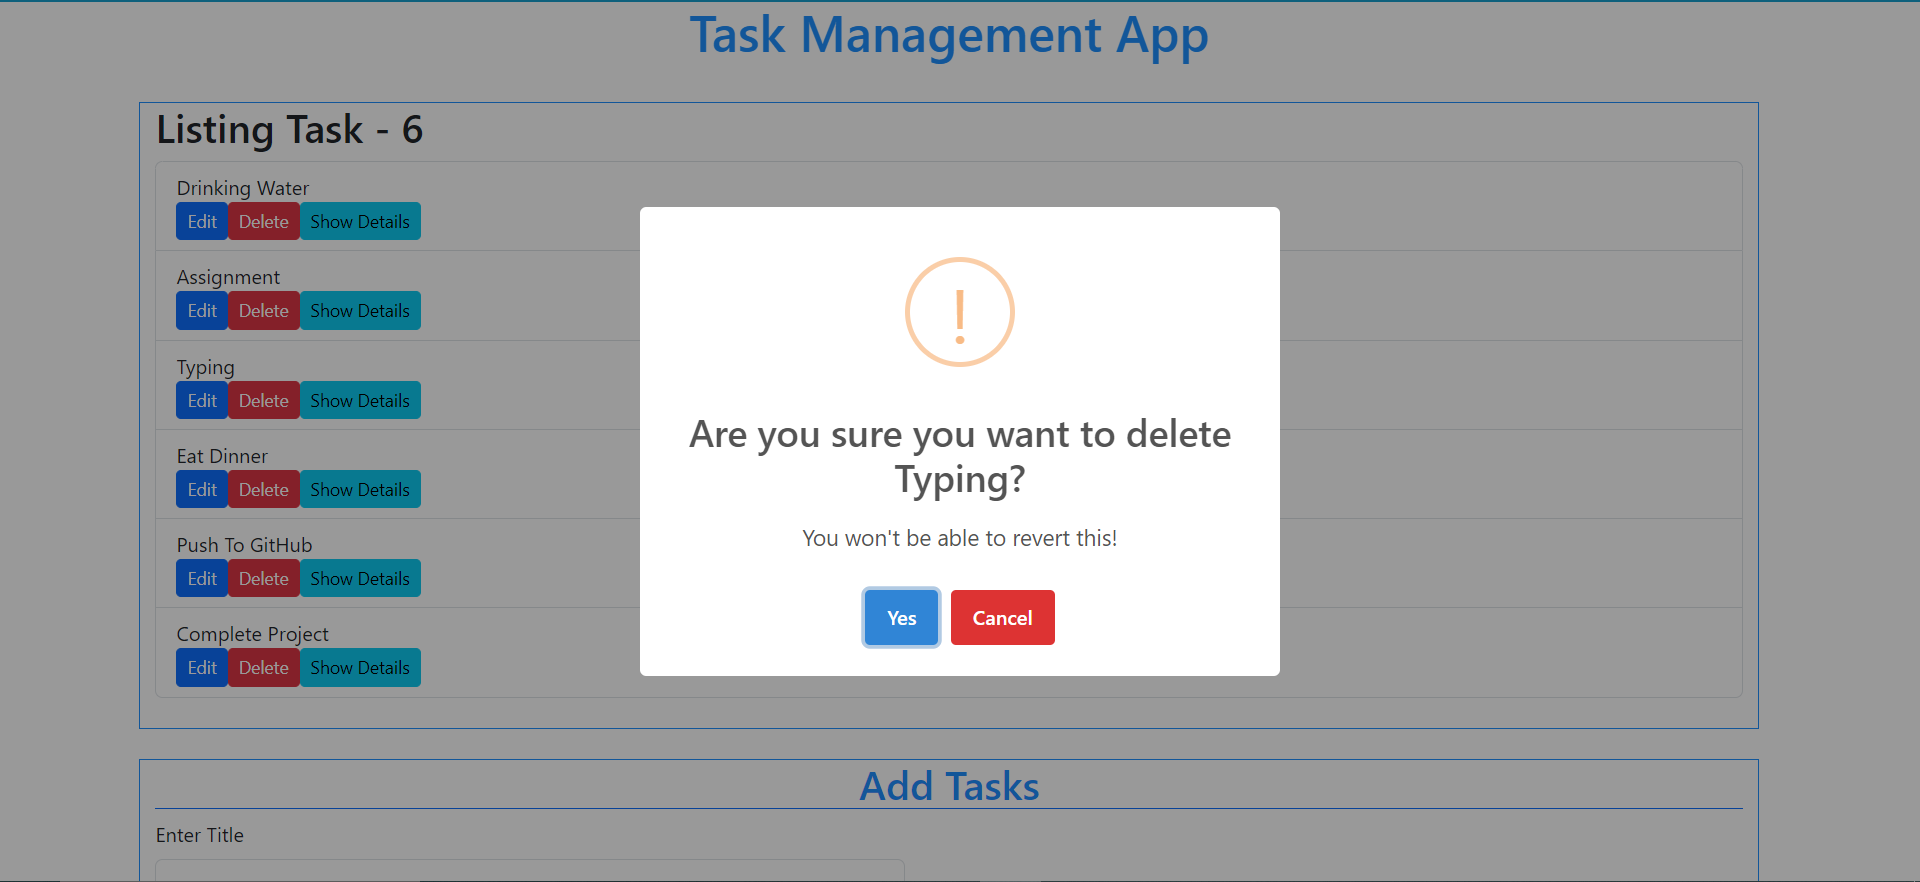 Task Management App
Listing Task - 6
Drinking Water
Edit Delete Show Details
Assignment
Edit Delete Show Details
Typing
Edit Delete Show Details
Eat Dinner
Edit Delete Show Details
Push To GitHub
Edit Delete Show Details
Complete Project
Edit Delete Show Details
!
Are you sure you want to delete
Typing?
You won't be able to revert this!
Yes Cancel
Add Tasks
Enter Title